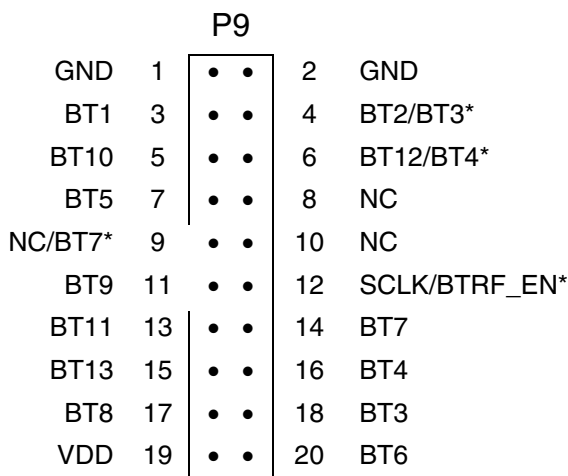 P9
GND 1 2 GND
BT1 3 4 BT2/BT3*
BT10 5 6 BT12/BT4*
BT5 7 8 NC
NC/BT7* 9 10 NC
BT9 11 12 SCLK/BTRF_EN*
BT11 13 14 BT7
BT13 15 16 BT4
BT8 17 18 BT3
VDD 19 20 BT6